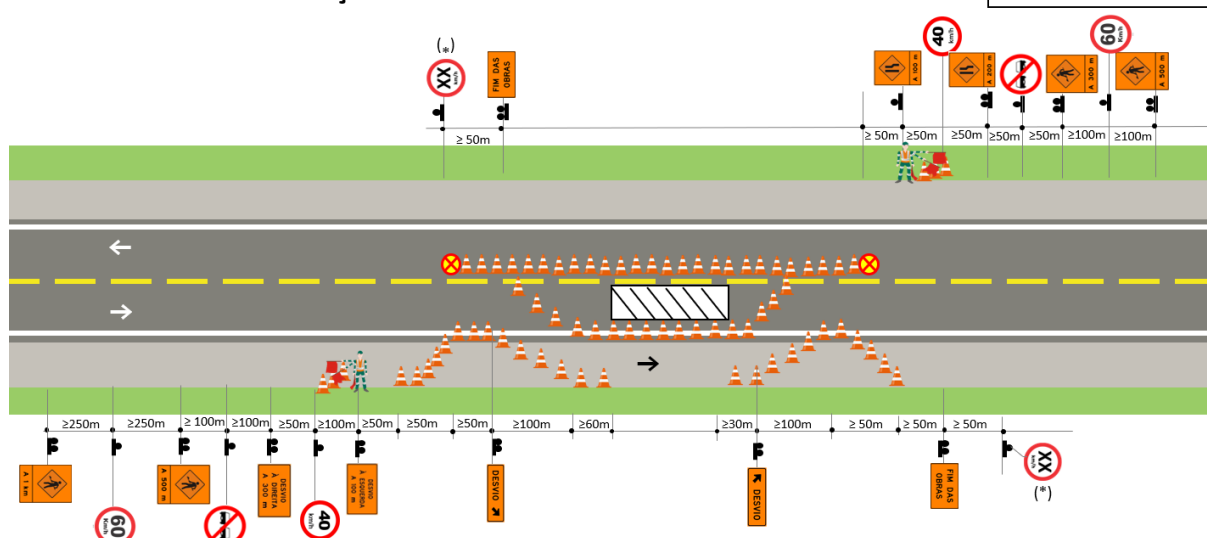 (*)
XX
km/h
FIM DAS
OBRAS
≥ 50m
A 100 m
40
km/h
A 200 m
60
Km/h
A 300 m
A 500 m
≥ 50m
≥50m
≥50m
≥50m
≥50m
≥100m
≥100m
≥250m
≥250m
≥ 100m
≥100m
≥50m
≥100m
≥50m
≥50m
≥50m
≥100m
≥60m
≥30m
≥100m
≥ 50m
≥ 50m
≥ 50m
A 1 km
60
Km/h
A 500 m
DESVIO
À DIREITA
A 300 m
40
km/h
DESVIO
À ESQUERDA
A 100 m
DESVIO
DESVIO
FIM DAS
OBRAS
XX
km/h
(*)